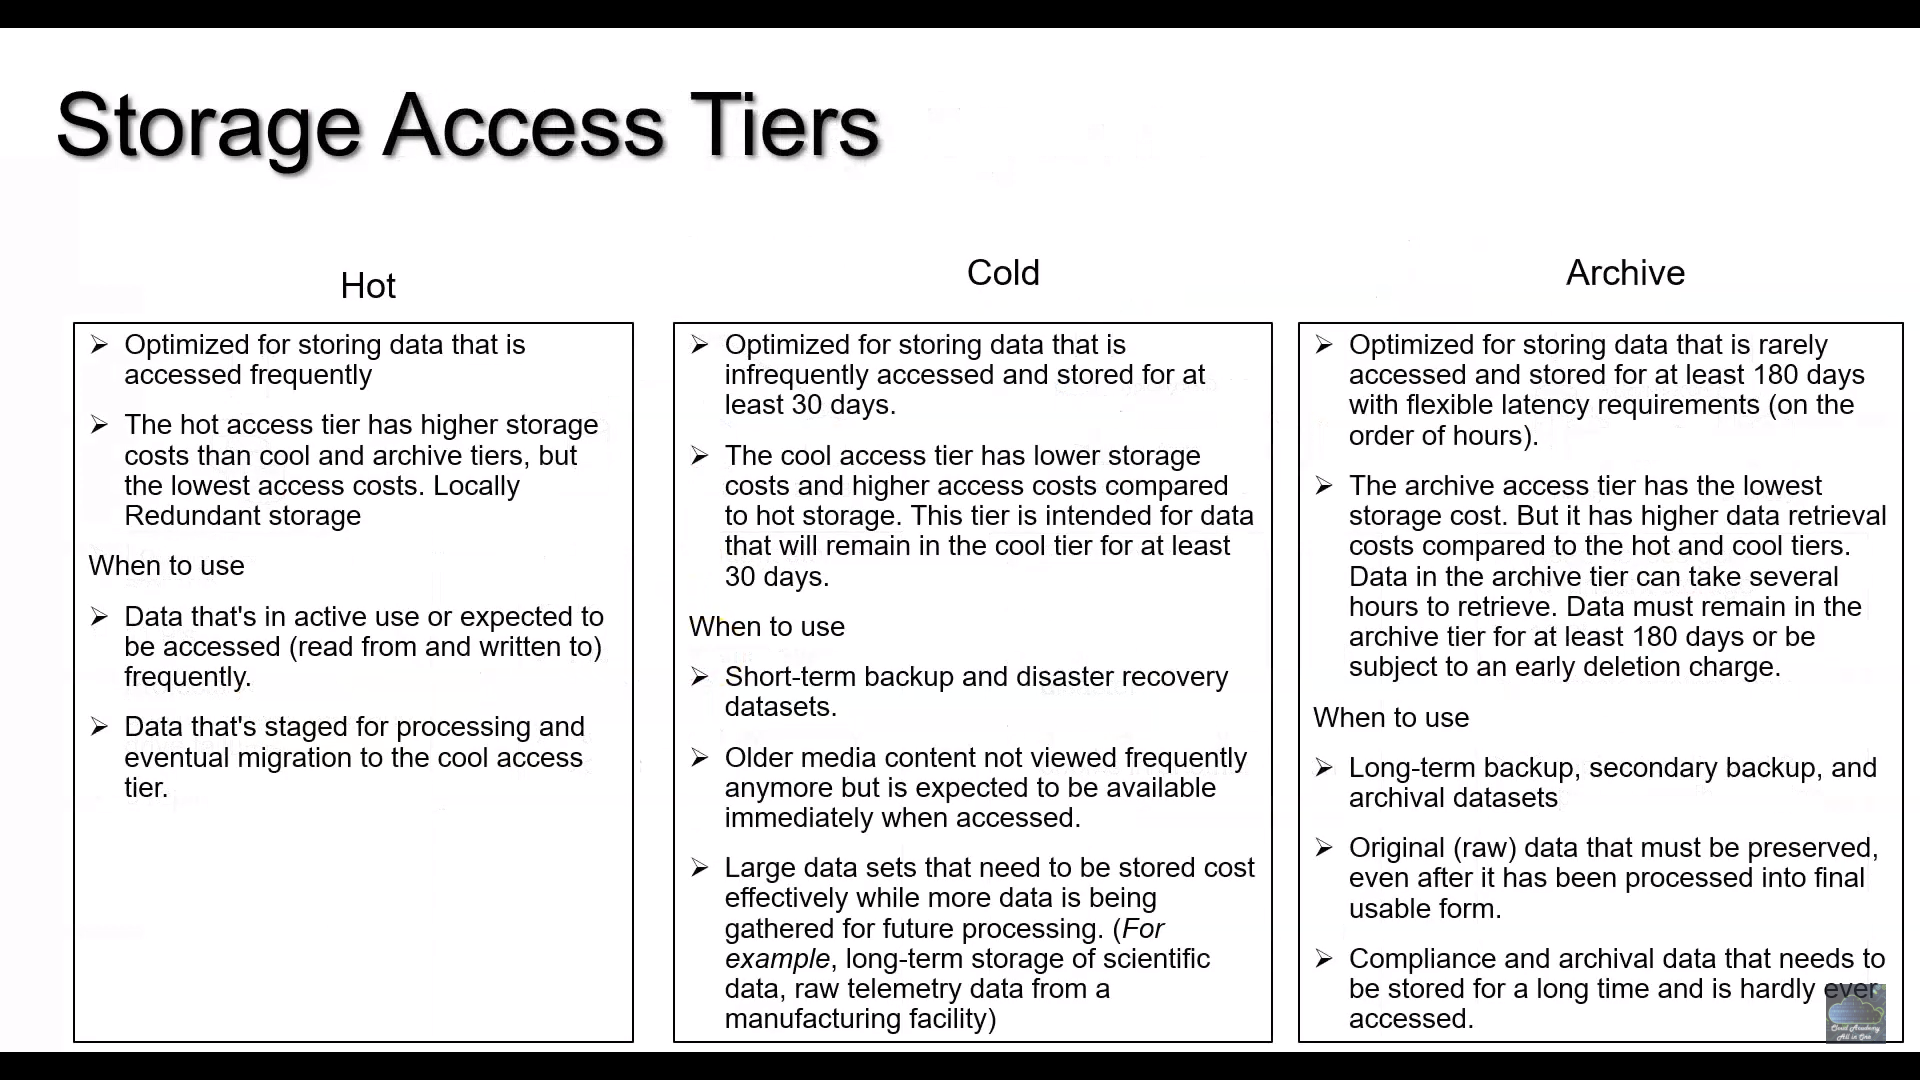 Storage Access Tiers
Hot
➢ Optimized for storing data that is
accessed frequently
➢ The hot access tier has higher storage
costs than cool and archive tiers, but
the lowest access costs. Locally
Redundant storage
When to use
➢ Data that's in active use or expected to
be accessed (read from and written to)
frequently.
➢ Data that's staged for processing and
eventual migration to the cool access
tier.
Cold
➢ Optimized for storing data that is
infrequently accessed and stored for at
least 30 days.
➢ The cool access tier has lower storage
costs and higher access costs compared
to hot storage. This tier is intended for data
that will remain in the cool tier for at least
30 days.
When to use
➢ Short-term backup and disaster recovery
datasets.
➢ Older media content not viewed frequently
anymore but is expected to be available
immediately when accessed.
➢ Large data sets that need to be stored cost
effectively while more data is being
gathered for future processing. (For
example, long-term storage of scientific
data, raw telemetry data from a
manufacturing facility)
Archive
➢ Optimized for storing data that is rarely
accessed and stored for at least 180 days
with flexible latency requirements (on the
order of hours).
➢ The archive access tier has the lowest
storage cost. But it has higher data retrieval
costs compared to the hot and cool tiers.
Data in the archive tier can take several
hours to retrieve. Data must remain in the
archive tier for at least 180 days or be
subject to an early deletion charge.
When to use
➢ Long-term backup, secondary backup, and
archival datasets
➢ Original (raw) data that must be preserved,
even after it has been processed into final
usable form.
➢ Compliance and archival data that needs to
be stored for a long time and is hardly ever
accessed.
Cloud Academy
All in One